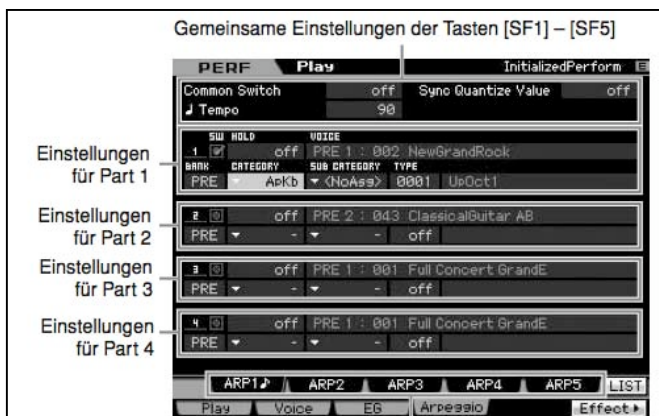 Gemeinsame Einstellungen der Tasten [SF1] – [SF5]
PERF Play InitializedPerform
Common Switch off Sync Quantize Value off
♩ Tempo 90
Einstellungen für Part 1
SW HOLD VOICE
1 off PRE 1 : 002 NewGrandRock
BANK CATEGORY SUB CATEGORY TYPE
PRE ApKb <NoAsg> 0001 UpOct1
Einstellungen für Part 2
2 off PRE 2 : 043 ClassicalGuitar AB
PRE - - off
Einstellungen für Part 3
3 off PRE 1 : 001 Full Concert GrandE
PRE - - off
Einstellungen für Part 4
4 off PRE 1 : 001 Full Concert GrandE
PRE - - off
ARP1♪ ARP2 ARP3 ARP4 ARP5 LIST
Play Voice EG Arpeggio Effect